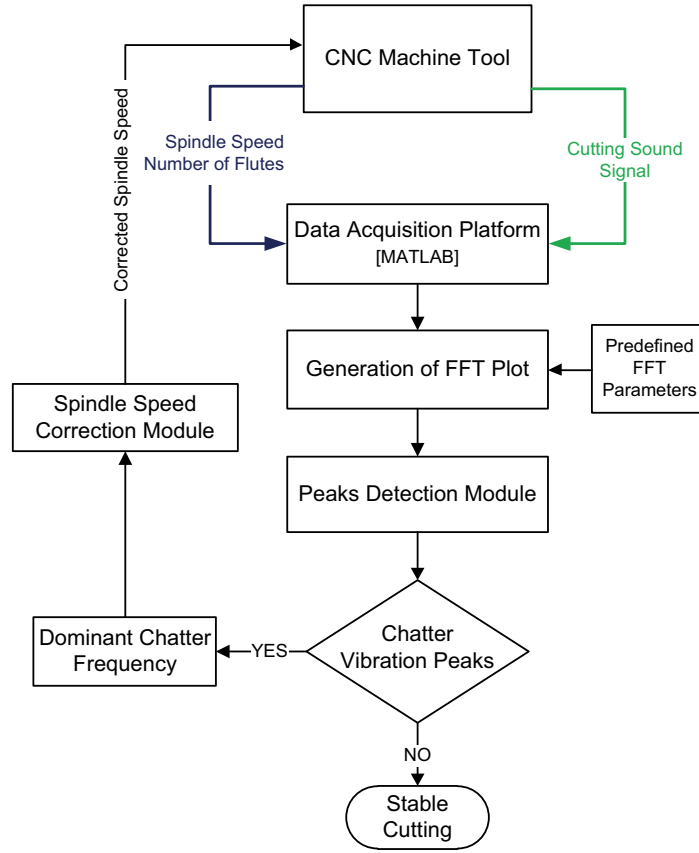 CNC Machine Tool
Corrected Spindle Speed
Spindle Speed
Number of Flutes
Cutting Sound
Signal
Data Acquisition Platform
[MATLAB]
Generation of FFT Plot
Predefined
FFT
Parameters
Spindle Speed
Correction Module
Peaks Detection Module
Chatter
Vibration Peaks
YES
Dominant Chatter
Frequency
NO
Stable
Cutting